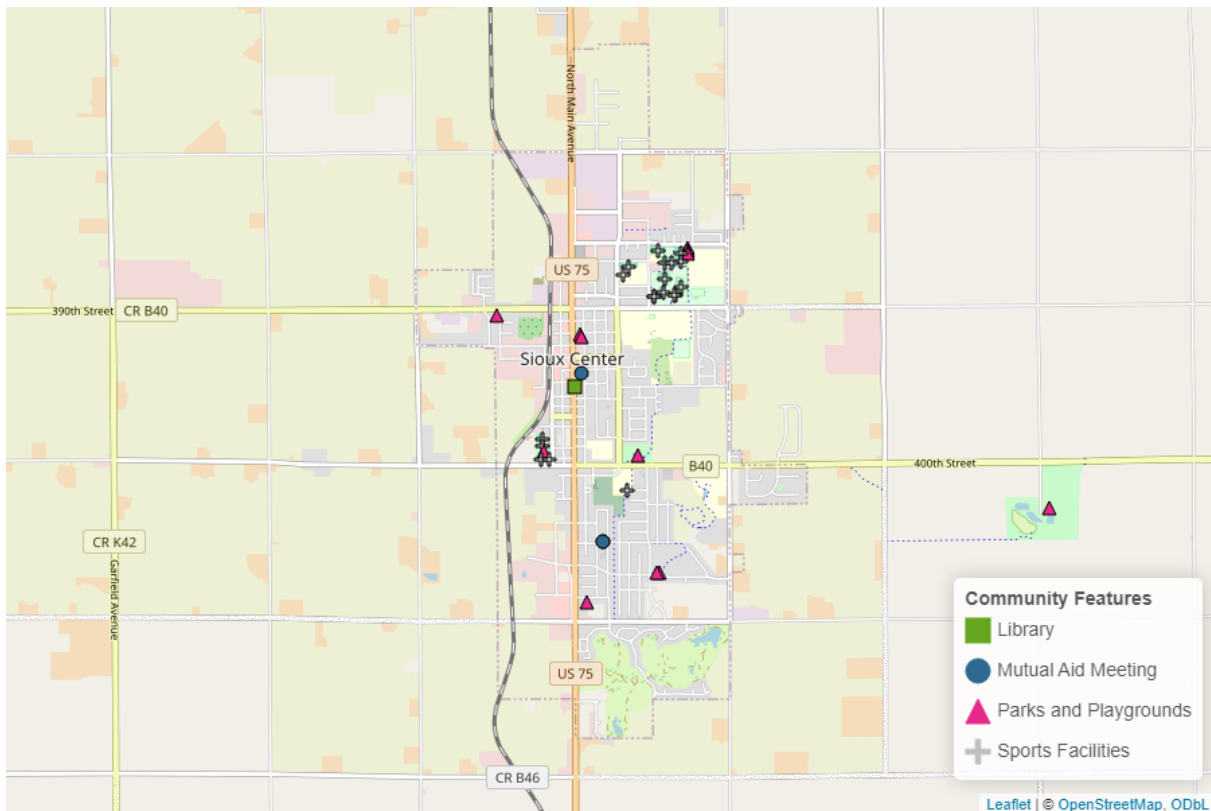 North Main Avenue
US 75
390th Street
CR B40
Sioux Center
B40
400th Street
CR K42
Garfield Avenue
US 75
CR B46
Community Features
Library
Mutual Aid Meeting
Parks and Playgrounds
Sports Facilities
Leaflet | © OpenStreetMap, ODbL